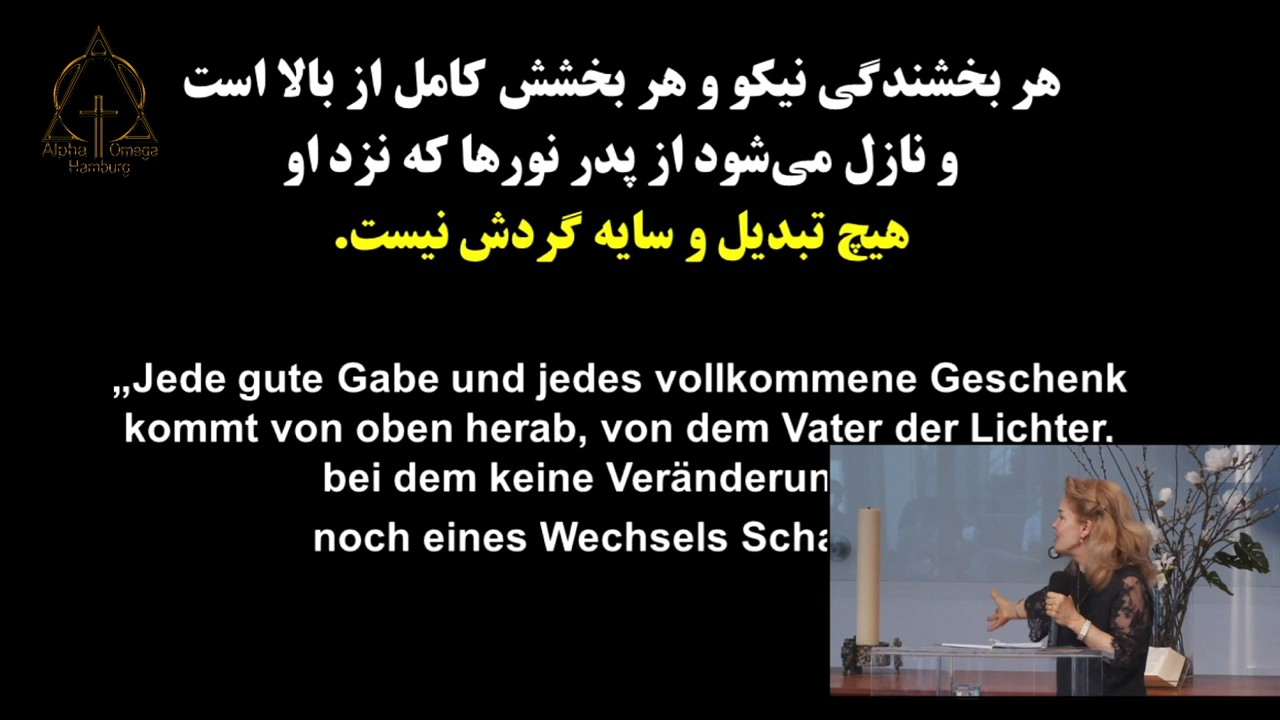 Alpha Omega
Hamburg
هر بخشندگی نیکو و هر بخشش کامل از بالا است
و نازل می‌شود از پدر نورها که نزد او
هیچ تبدیل و سایه گردش نیست.
„Jede gute Gabe und jedes vollkommene Geschenk
kommt von oben herab, von dem Vater der Lichter.
bei dem keine Veränderun
noch eines Wechsels Scha